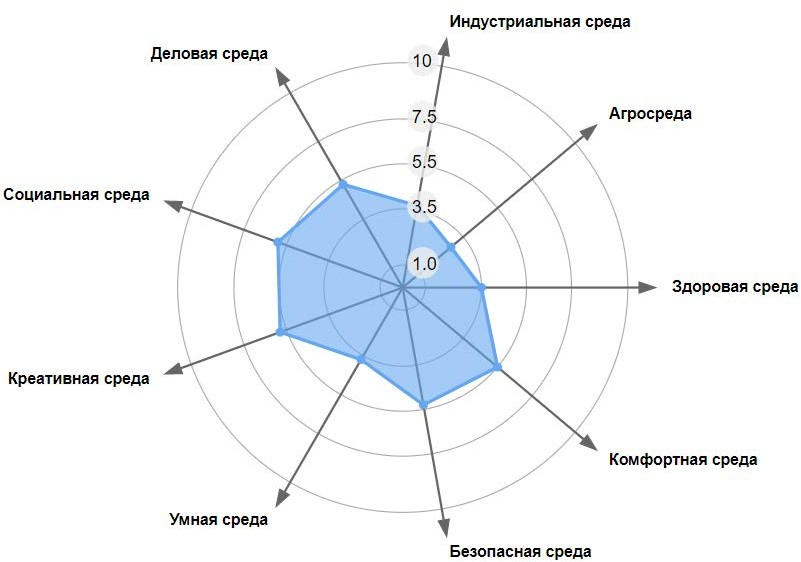 Индустриальная среда
Деловая среда
10
Агросреда
7.5
5.5
Социальная среда
3.5
1.0
Здоровая среда
Креативная среда
Комфортная среда
Умная среда
Безопасная среда